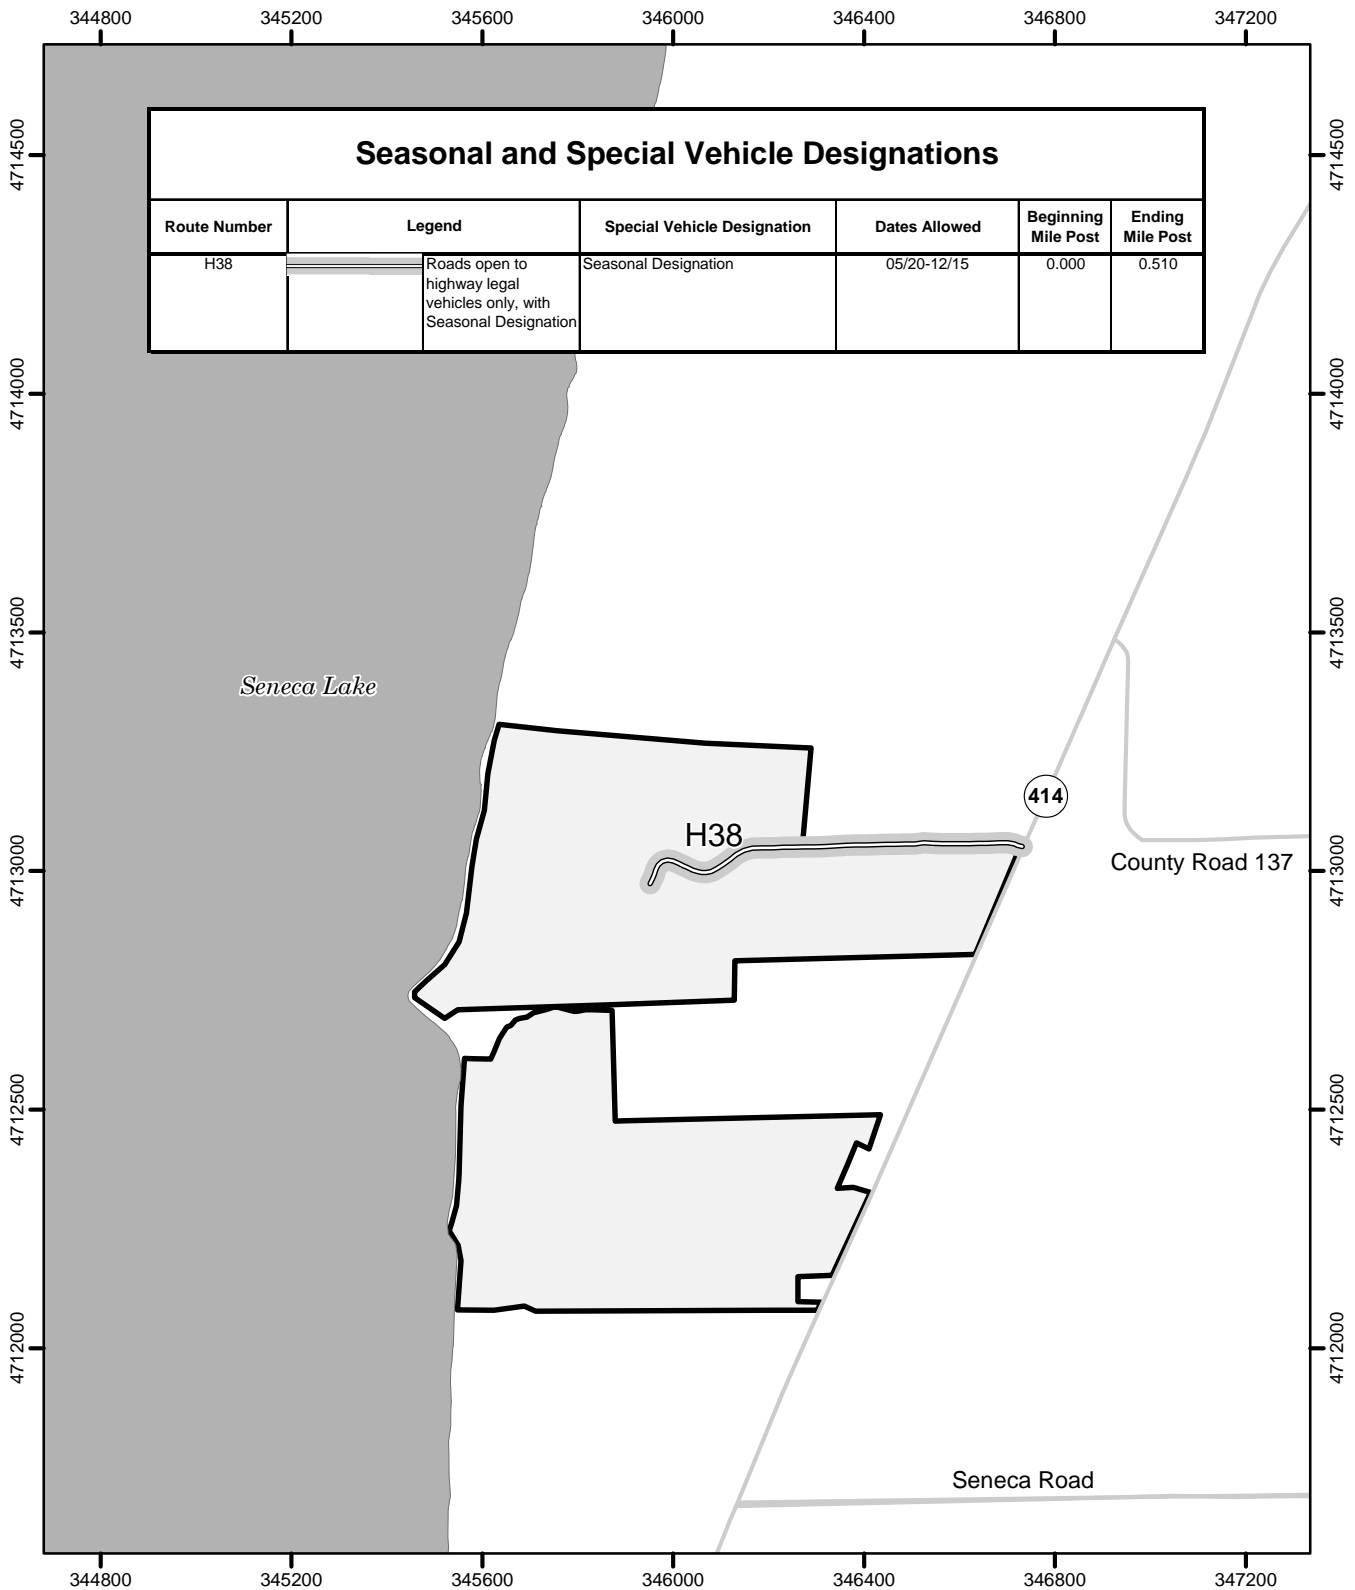 344800 345200 345600 346000 346400 346800 347200
4714500 4714500
Seasonal and Special Vehicle Designations
Route Number Legend Special Vehicle Designation Dates Allowed Beginning Mile Post Ending Mile Post
H38 Roads open to Seasonal Designation 05/20-12/15 0.000 0.510
highway legal
vehicles only, with
Seasonal Designation
4714000 4714000
4713500 4713500
Seneca Lake
414
H38
County Road 137
4713000 4713000
4712500 4712500
4712000 4712000
Seneca Road
344800 345200 345600 346000 346400 346800 347200